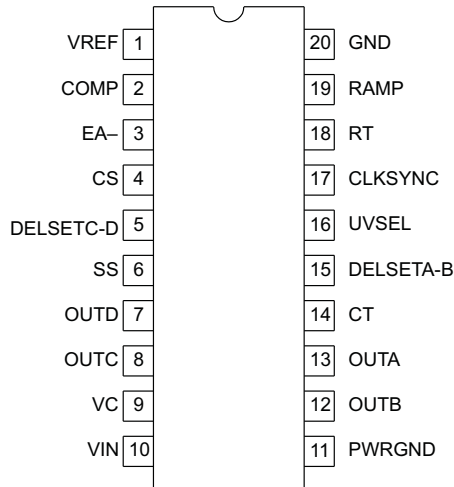 VREF 1 20 GND
COMP 2 19 RAMP
EA– 3 18 RT
CS 4 17 CLKSYNC
DELSETC-D 5 16 UVSEL
SS 6 15 DELSETA-B
OUTD 7 14 CT
OUTC 8 13 OUTA
VC 9 12 OUTB
VIN 10 11 PWRGND